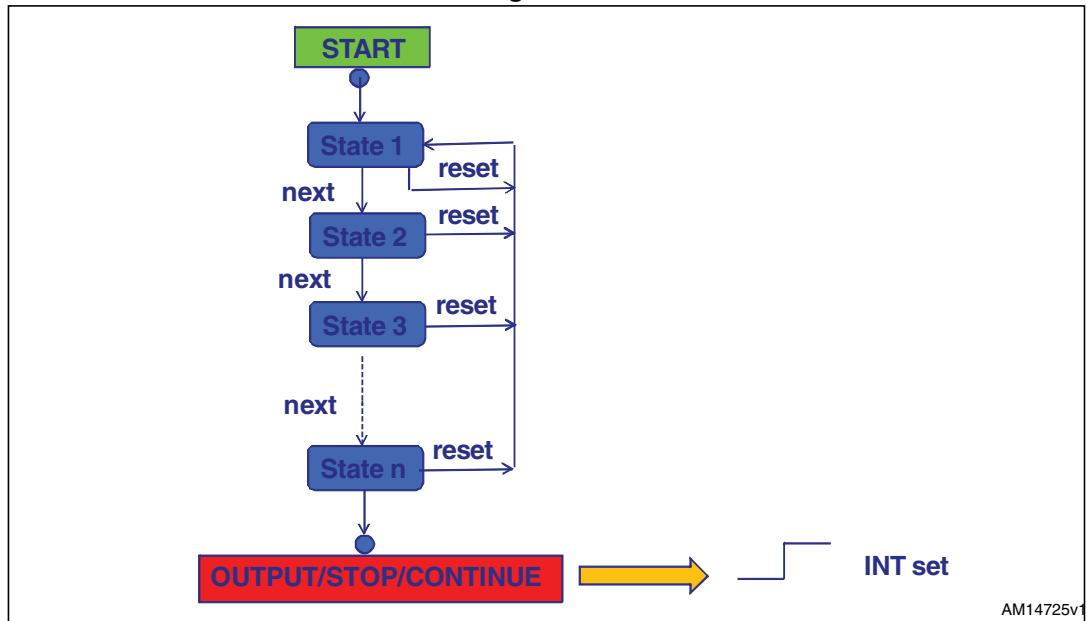 START
State 1
reset
next
reset
State 2
next
reset
State 3
next
reset
State n
OUTPUT/STOP/CONTINUE
INT set
AM14725v1